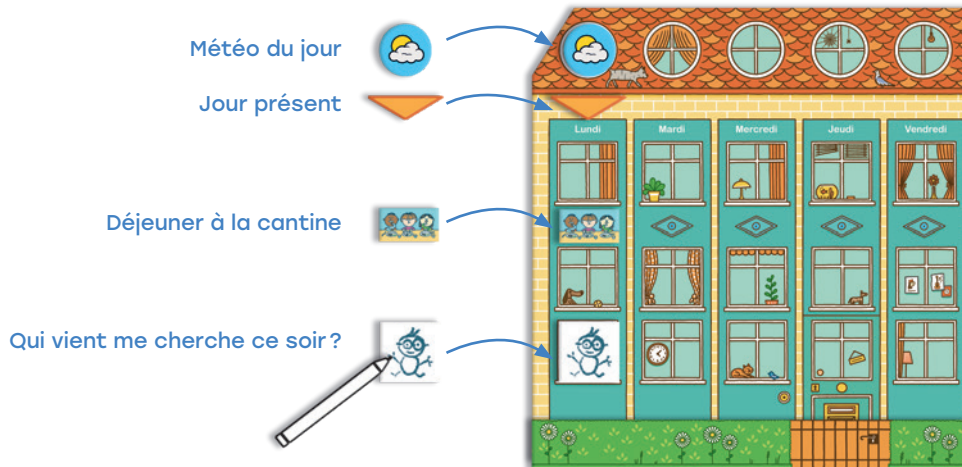 Météo du jour
Jour présent
Lundi Mardi Mercredi Jeudi Vendredi
Déjeuner à la cantine
Qui vient me cherche ce soir ?